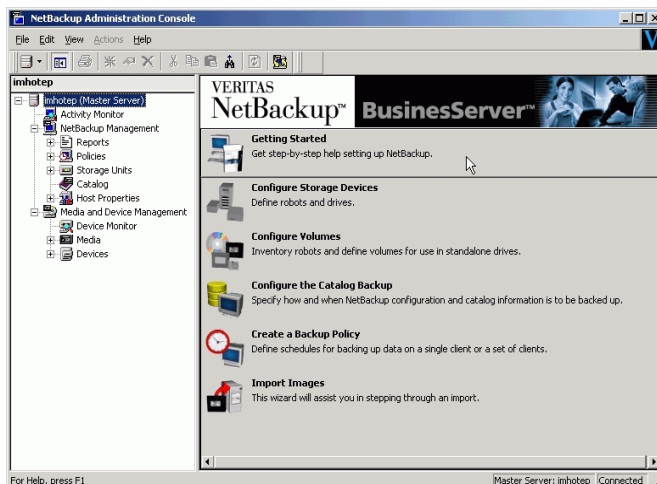 NetBackup Administration Console
File Edit View Actions Help
imhotep
imhotep (Master Server)
Activity Monitor
NetBackup Management
Reports
Policies
Storage Units
Catalog
Host Properties
Media and Device Management
Device Monitor
Media
Devices
VERITAS
NetBackup™ BusinesServer™
Getting Started
Get step-by-step help setting up NetBackup.
Configure Storage Devices
Define robots and drives.
Configure Volumes
Inventory robots and define volumes for use in standalone drives.
Configure the Catalog Backup
Specify how and when NetBackup configuration and catalog information is to be backed up.
Create a Backup Policy
Define schedules for backing up data on a single client or a set of clients.
Import Images
This wizard will assist you in stepping through an import.
For Help, press F1
Master Server: imhotep Connected